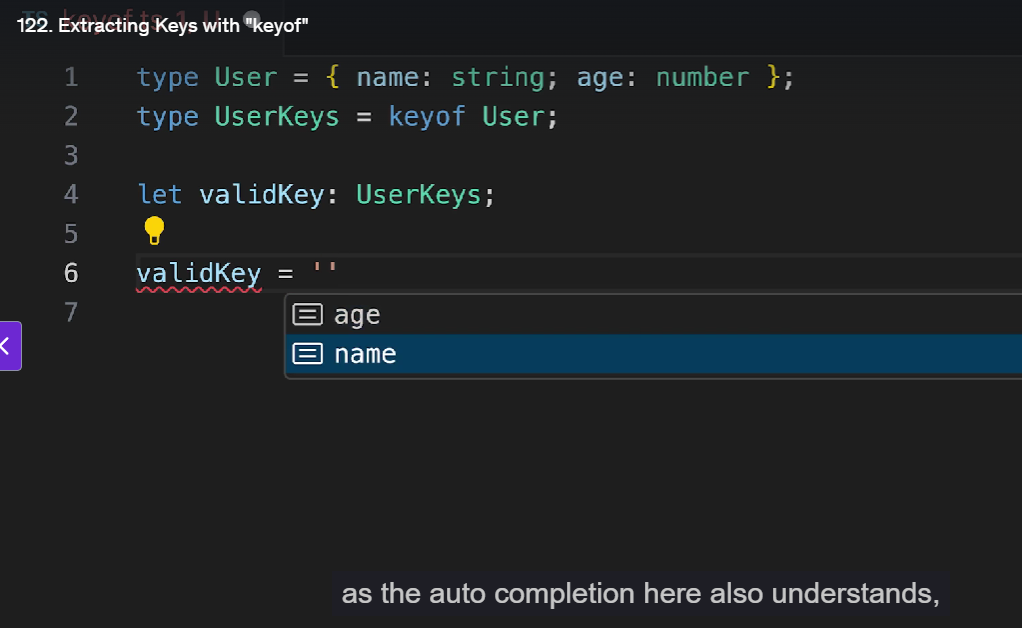 122. Extracting Keys with "keyof"
TS keyof.ts 1, U
1 type User = { name: string; age: number };
2 type UserKeys = keyof User;
3
4 let validKey: UserKeys;
5
6 validKey = ''
7
age
name
as the auto completion here also understands,